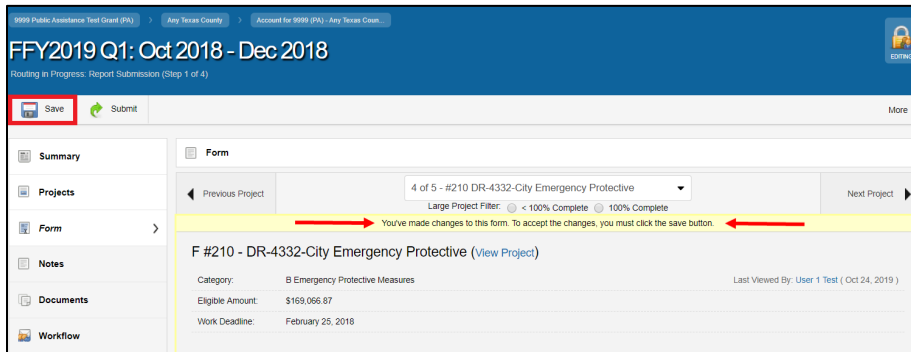 9999 Public Assistance Test Grant (PA) > Any Texas County > Account for 9999 (PA) - Any Texas Coun...
FFY2019 Q1: Oct 2018 - Dec 2018
EDITING
Routing in Progress: Report Submission (Step 1 of 4)
Save Submit More
Summary
Form
Projects
Previous Project 4 of 5 - #210 DR-4332-City Emergency Protective Next Project
Large Project Filter: < 100% Complete 100% Complete
You've made changes to this form. To accept the changes, you must click the save button.
Form >
F #210 - DR-4332-City Emergency Protective (View Project)
Notes
Category: B Emergency Protective Measures Last Viewed By: User 1 Test ( Oct 24, 2019 )
Documents
Eligible Amount: $169,066.87
Work Deadline: February 25, 2018
Workflow